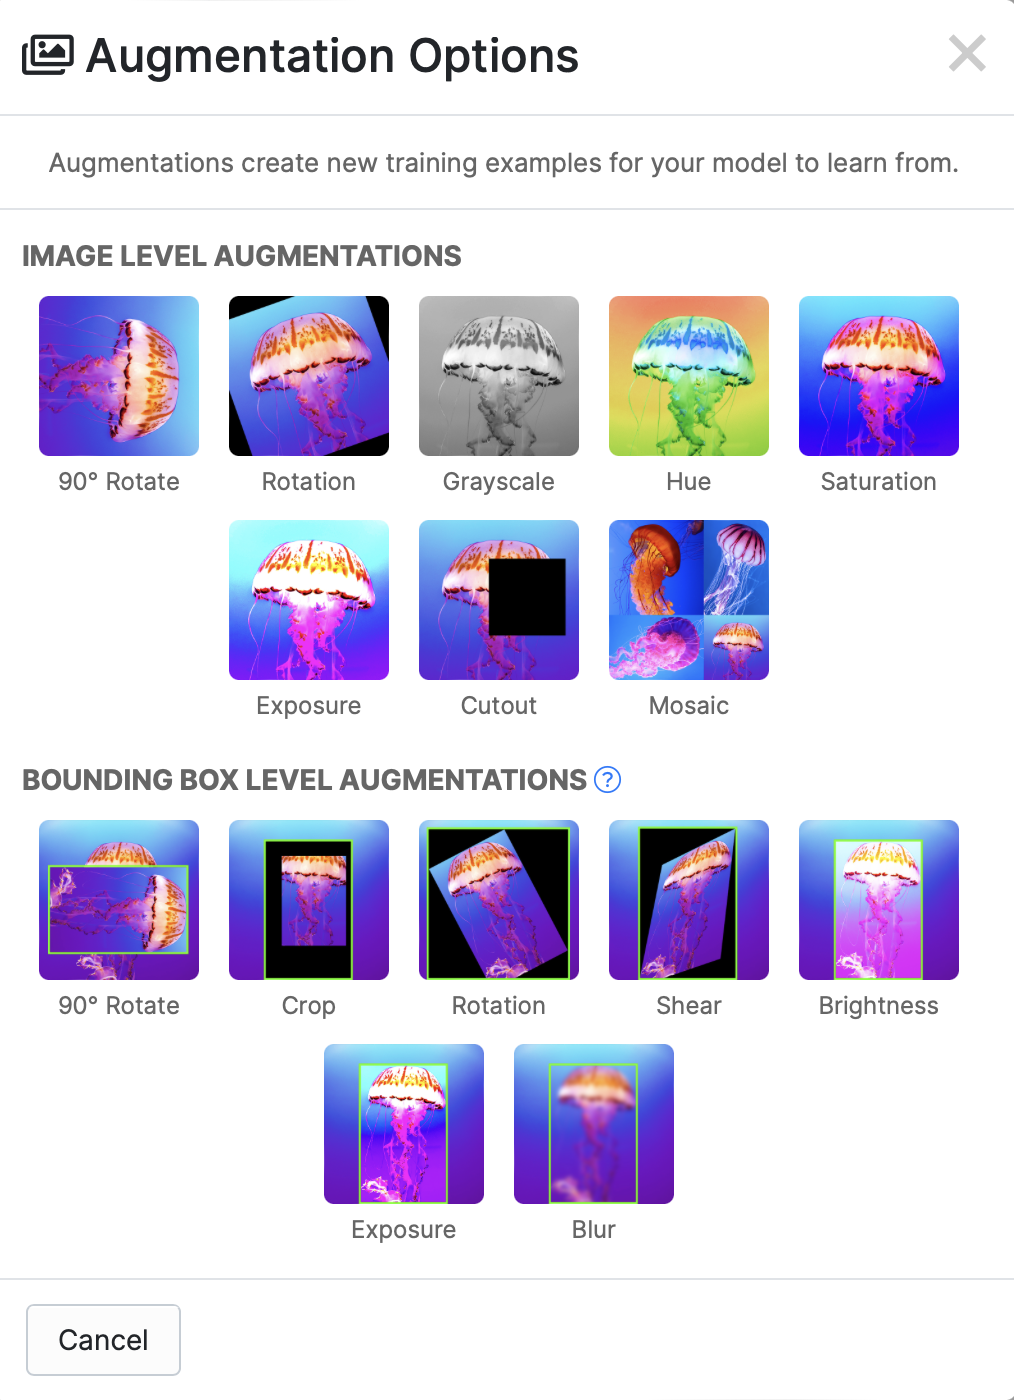 Augmentation Options
Augmentations create new training examples for your model to learn from.
IMAGE LEVEL AUGMENTATIONS
90° Rotate
Rotation
Grayscale
Hue
Saturation
Exposure
Cutout
Mosaic
BOUNDING BOX LEVEL AUGMENTATIONS ?
90° Rotate
Crop
Rotation
Shear
Brightness
Exposure
Blur
Cancel